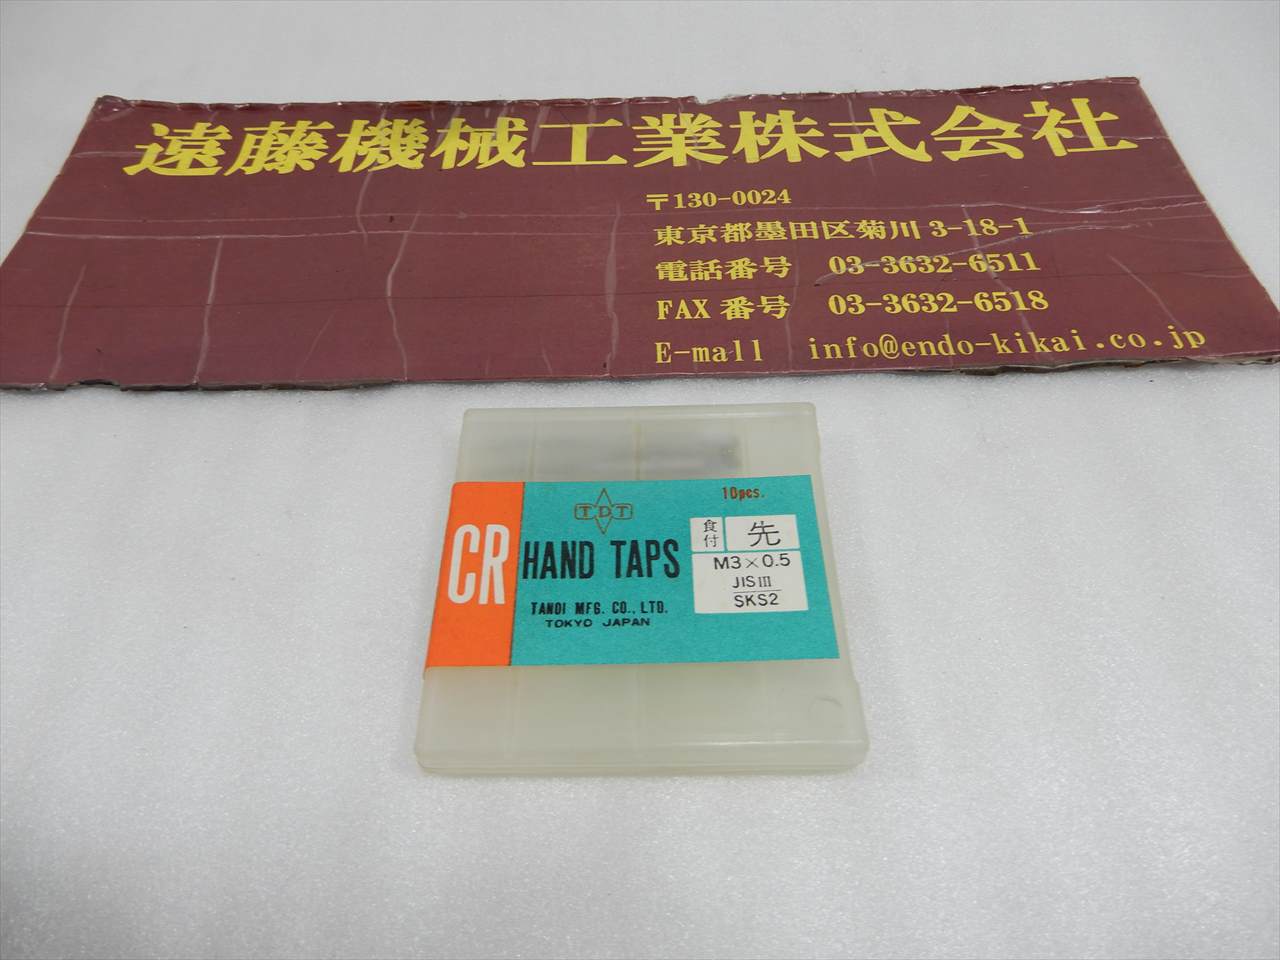 遠藤機械工業株式会社
〒130-0024
東京都墨田区菊川 3-18-1
電話番号 03-3632-6511
FAX 番号 03-3632-6518
E-mail info@endo-kikai.co.jp
CR
TDT
HAND TAPS
TANOI MFG. CO., LTD.
TOKYO JAPAN
10pcs.
食付 先
M3×0.5
JIS III
SKS2